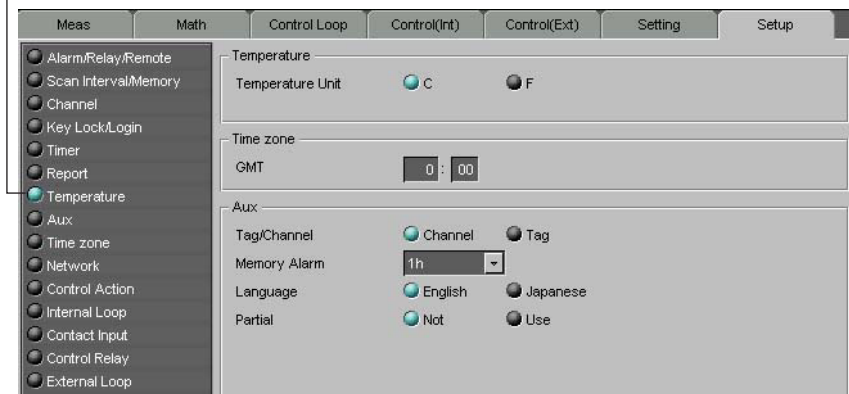 Meas Math Control Loop Control(Int) Control(Ext) Setting Setup
Alarm/Relay/Remote
Scan Interval/Memory
Channel
Key Lock/Login
Timer
Report
Temperature
Aux
Time zone
Network
Control Action
Internal Loop
Contact Input
Control Relay
External Loop
Temperature
Temperature Unit C F
Time zone
GMT 0 : 00
Aux
Tag/Channel Channel Tag
Memory Alarm 1h
Language English Japanese
Partial Not Use